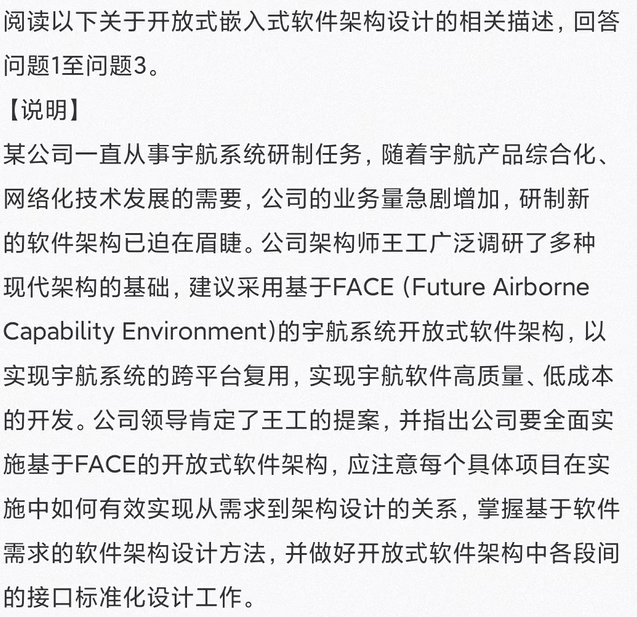 阅读以下关于开放式嵌入式软件架构设计的相关描述，回答
问题1至问题3。
【说明】
某公司一直从事宇航系统研制任务，随着宇航产品综合化、
网络化技术发展的需要，公司的业务量急剧增加，研制新
的软件架构已迫在眉睫。公司架构师王工广泛调研了多种
现代架构的基础，建议采用基于FACE（Future Airborne
Capability Environment)的宇航系统开放式软件架构，以
实现宇航系统的跨平台复用，实现宇航软件高质量、低成本
的开发。公司领导肯定了王工的提案，并指出公司要全面实
施基于FACE的开放式软件架构，应注意每个具体项目在实
施中如何有效实现从需求到架构设计的关系，掌握基于软件
需求的软件架构设计方法，并做好开放式软件架构中各段间
的接口标准化设计工作。